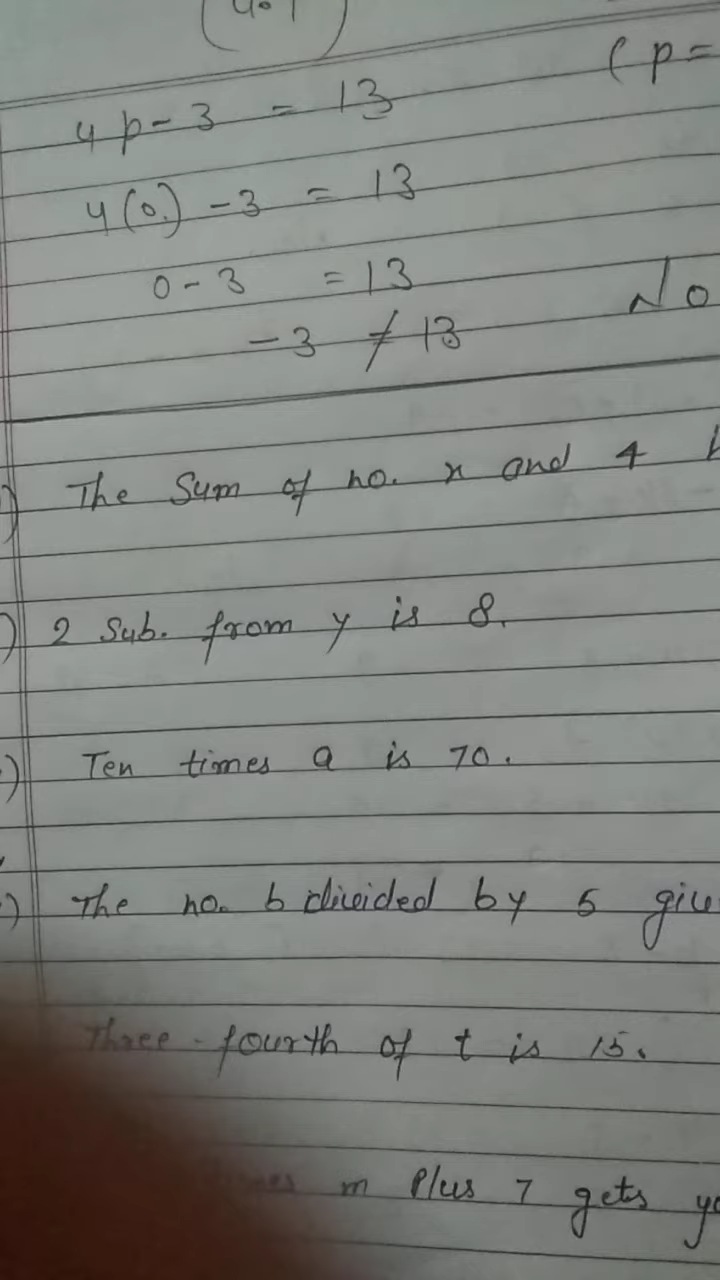 4p - 3 = 13 (p =
4(0) - 3 = 13
0 - 3 = 13
-3 ≠ 13 No
The Sum of no. x and 4
2 Sub. from y is 8.
Ten times a is 70.
The no. b divided by 5
Three-fourth of t is 15.
m Plus 7 gets